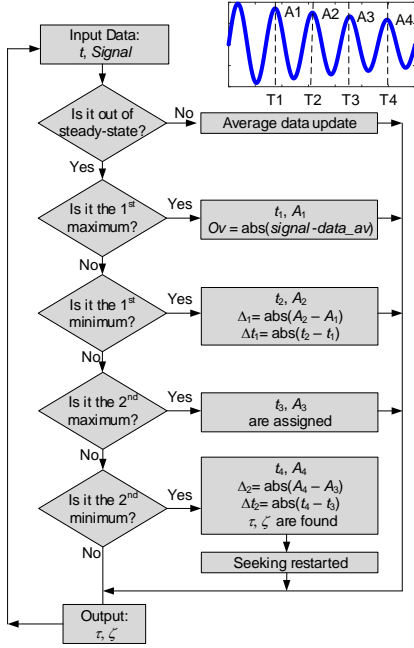 Input Data:
t, Signal
A1 A2 A3 A4
T1 T2 T3 T4
Is it out of
steady-state?
No
Average data update
Yes
Is it the 1st
maximum?
Yes
t1, A1
Ov = abs(signal-data_av)
No
Is it the 1st
minimum?
Yes
t2, A2
Δ1= abs(A2 – A1)
Δt1= abs(t2 – t1)
No
Is it the 2nd
maximum?
Yes
t3, A3
are assigned
No
Is it the 2nd
minimum?
Yes
t4, A4
Δ2= abs(A4 – A3)
Δt2= abs(t4 – t3)
τ, ζ are found
No
Seeking restarted
Output:
τ, ζ